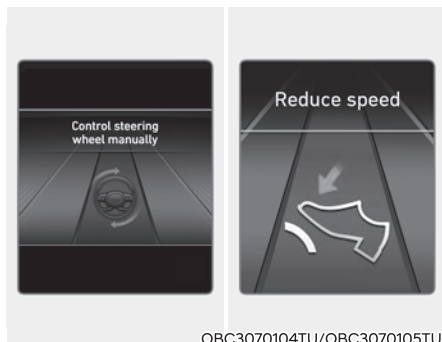 Control steering
wheel manually
Reduce speed
OBC3070104TU/OBC3070105TU